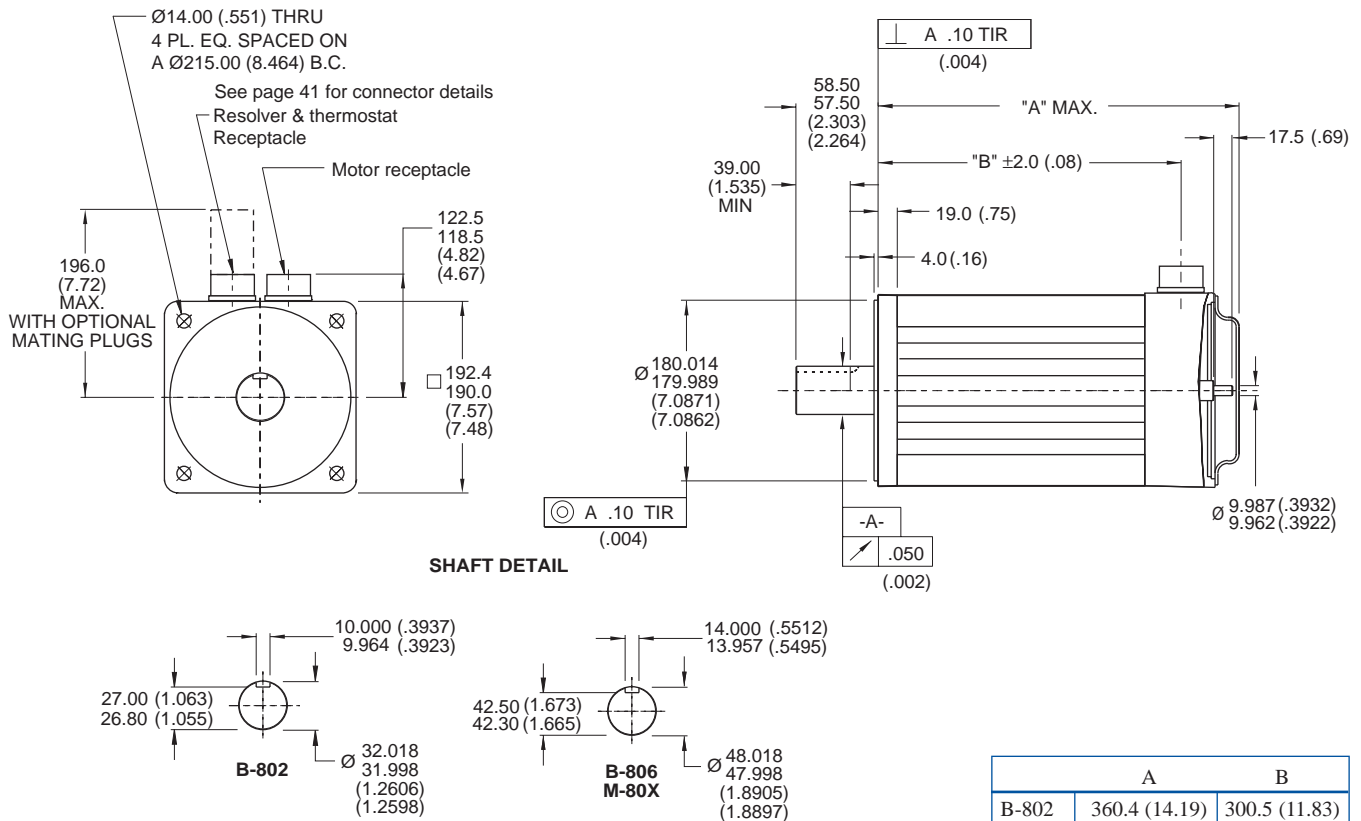 Ø14.00 (.551) THRU
4 PL. EQ. SPACED ON
A Ø215.00 (8.464) B.C.
See page 41 for connector details
Resolver & thermostat
Receptacle
Motor receptacle
196.0
(7.72)
MAX.
WITH OPTIONAL
MATING PLUGS
122.5
118.5
(4.82)
(4.67)
□ 192.4
190.0
(7.57)
(7.48)
⊥ A .10 TIR
(.004)
58.50
57.50
(2.303)
(2.264)
"A" MAX.
17.5 (.69)
"B" ±2.0 (.08)
39.00
(1.535)
MIN
19.0 (.75)
4.0 (.16)
Ø 180.014
179.989
(7.0871)
(7.0862)
◎ A .10 TIR
(.004)
-A-
↗ .050
(.002)
Ø 9.987 (.3932)
9.962 (.3922)
SHAFT DETAIL
10.000 (.3937)
9.964 (.3923)
27.00 (1.063)
26.80 (1.055)
B-802
Ø 32.018
31.998
(1.2606)
(1.2598)
14.000 (.5512)
13.957 (.5495)
42.50 (1.673)
42.30 (1.665)
B-806
M-80X
Ø 48.018
47.998
(1.8905)
(1.8897)
A B
B-802 360.4 (14.19) 300.5 (11.83)